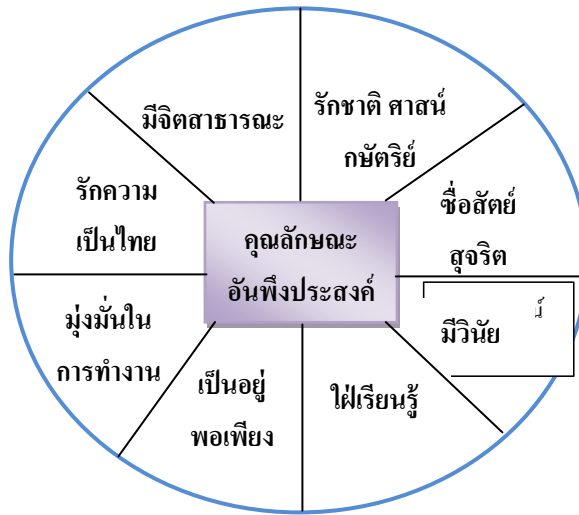 คุณลักษณะ
อันพึงประสงค์
รักชาติ ศาสน์
กษัตริย์
ซื่อสัตย์
สุจริต
มีวินัย
ใฝ่เรียนรู้
เป็นอยู่
พอเพียง
มุ่งมั่นใน
การทำงาน
รักความ
เป็นไทย
มีจิตสาธารณะ